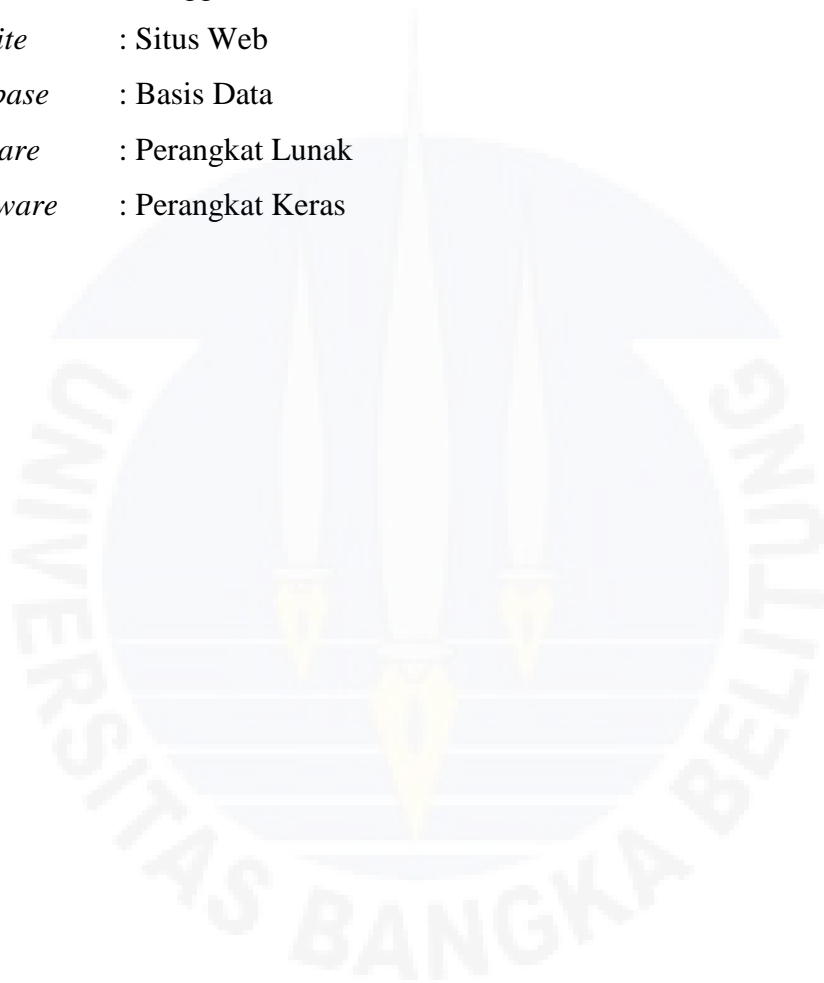 ite : Situs Web
base : Basis Data
are : Perangkat Lunak
ware : Perangkat Keras
UNIVERSITAS BANGKA BELITUNG